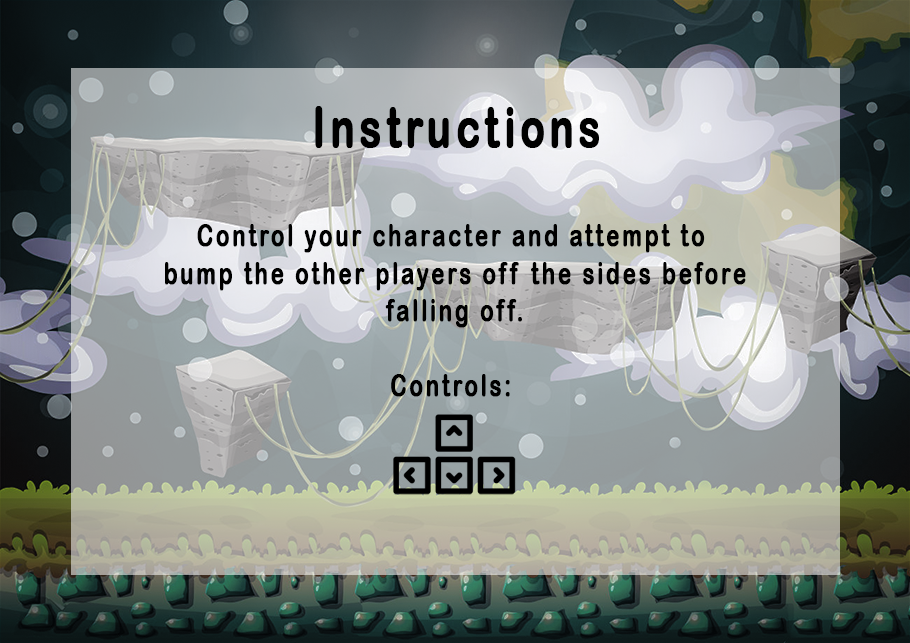 Instructions
Control your character and attempt to
bump the other players off the sides before
falling off.
Controls: